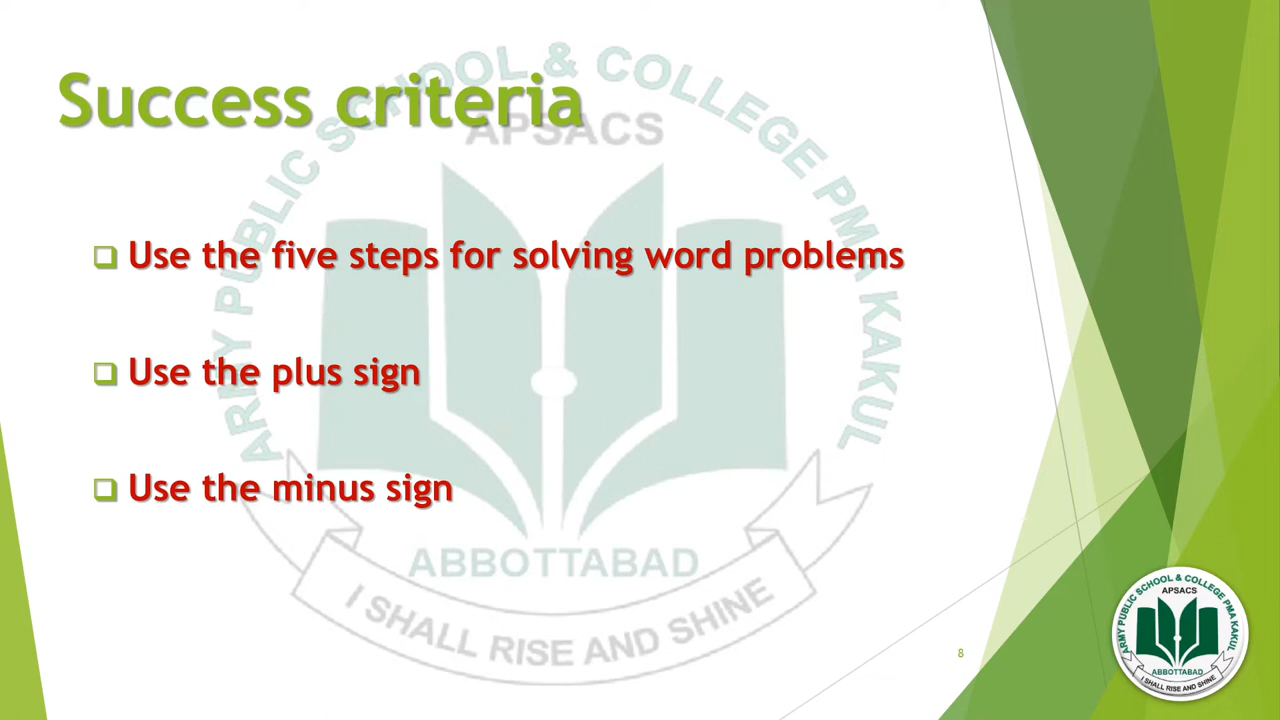 Success criteria
ARMY PUBLIC SCHOOL & COLLEGE PMA KAKUL
APSACS
Use the five steps for solving word problems
Use the plus sign
Use the minus sign
ABBOTTABAD
I SHALL RISE AND SHINE
8
ARMY PUBLIC SCHOOL & COLLEGE PMA KAKUL
APSACS
ABBOTTABAD
I SHALL RISE AND SHINE